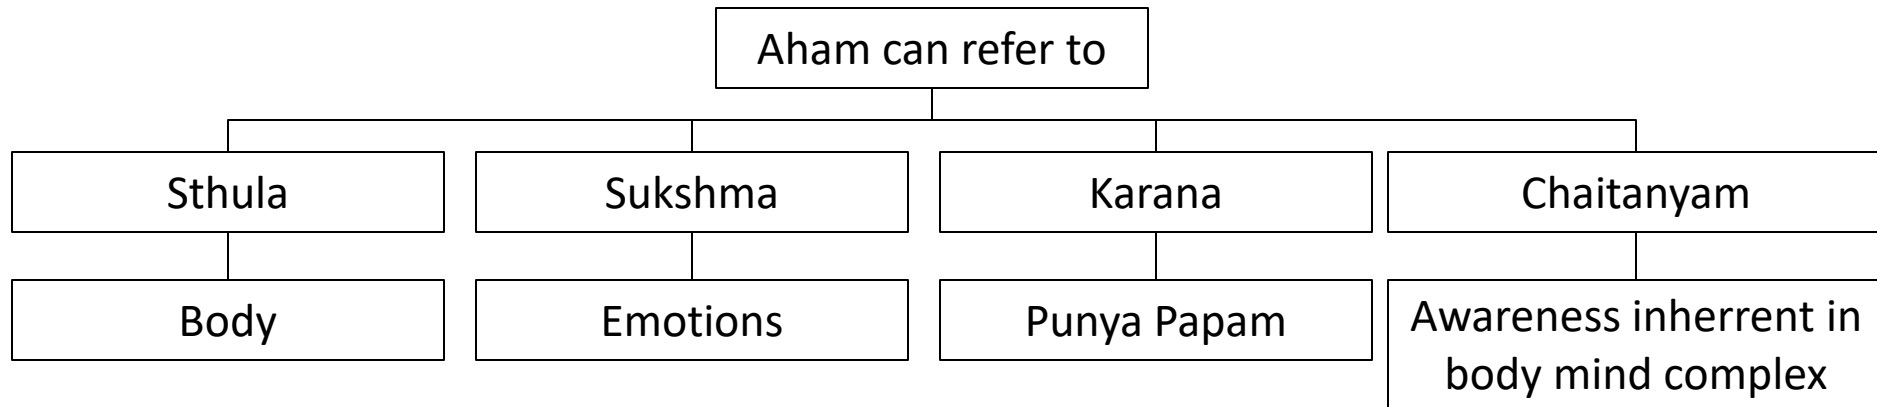 Aham can refer to
Sthula
Sukshma
Karana
Chaitanyam
Body
Emotions
Punya Papam
Awareness inherrent in
body mind complex